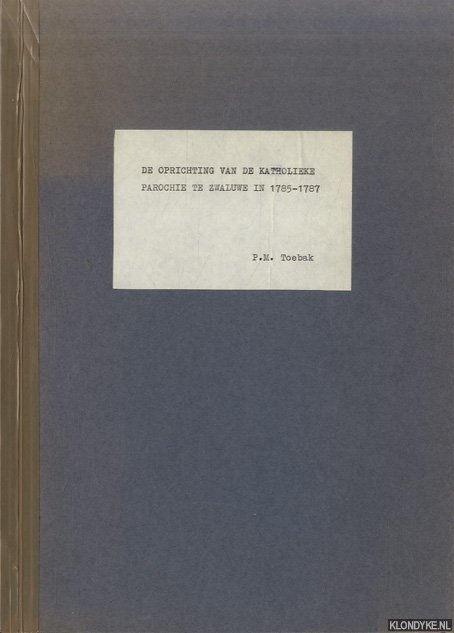 DE OPRICHTING VAN DE KATHOLIEKE
PAROCHIE TE ZWALUWE IN 1785-1787
P.M. Toebak
KLONDYKE.NL